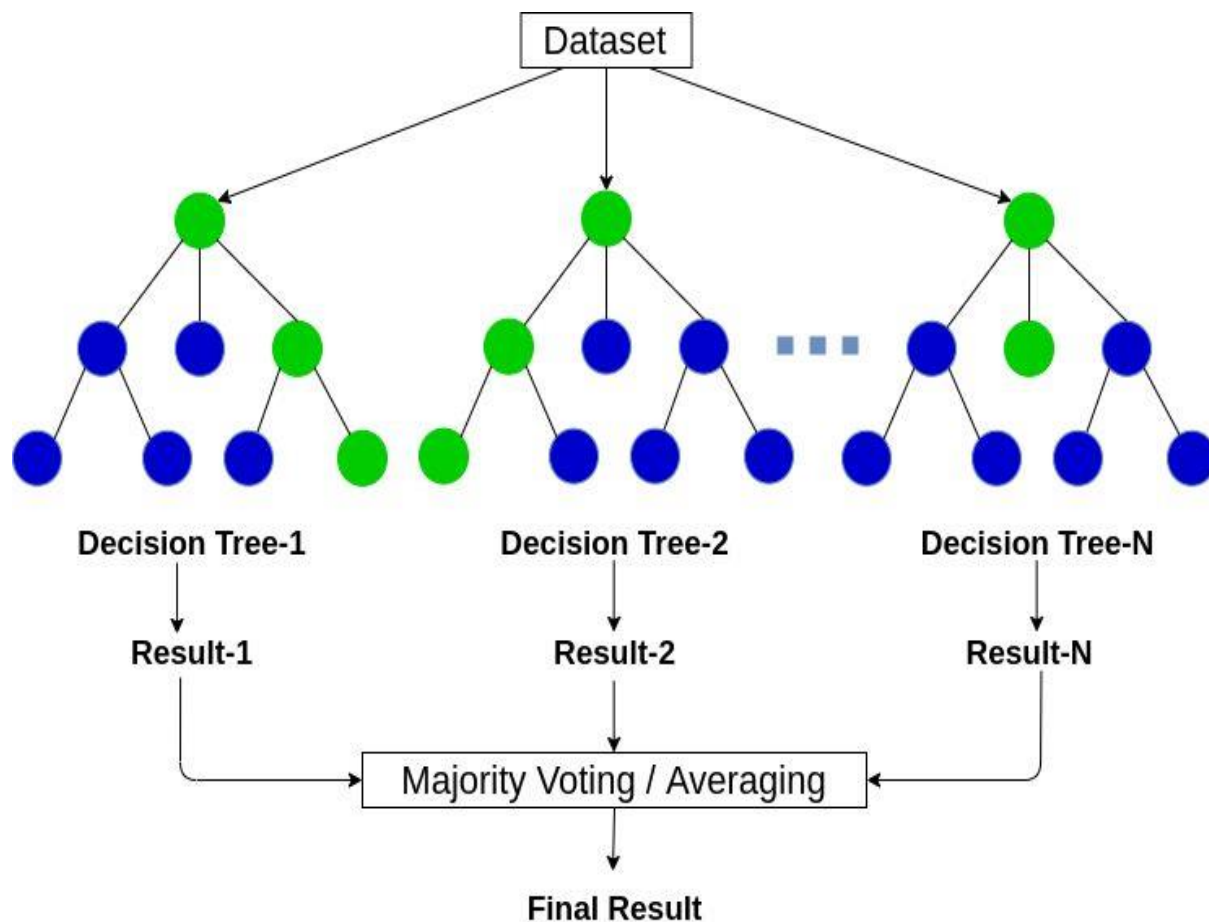 Dataset
Decision Tree-1
Decision Tree-2
Decision Tree-N
Result-1
Result-2
Result-N
Majority Voting / Averaging
Final Result